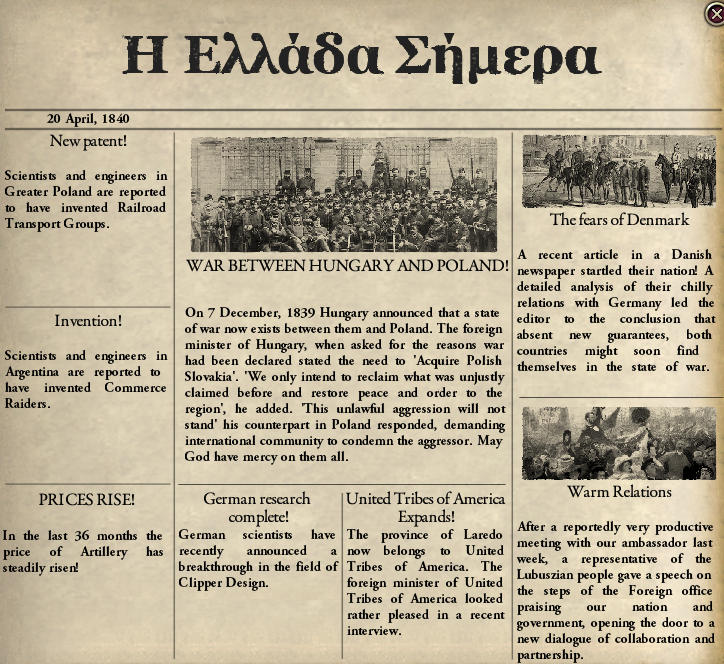 Η Ελλάδα Σήμερα
20 April, 1840
New patent!
Scientists and engineers in
Greater Poland are reported
to have invented Railroad
Transport Groups.
Invention!
Scientists and engineers in
Argentina are reported to
have invented Commerce
Raiders.
PRICES RISE!
In the last 36 months the
price of Artillery has
steadily risen!
WAR BETWEEN HUNGARY AND POLAND!
On 7 December, 1839 Hungary announced that a state
of war now exists between them and Poland. The foreign
minister of Hungary, when asked for the reasons war
had been declared stated the need to 'Acquire Polish
Slovakia'. 'We only intend to reclaim what was unjustly
claimed before and restore peace and order to the
region', he added. 'This unlawful aggression will not
stand' his counterpart in Poland responded, demanding
international community to condemn the aggressor. May
God have mercy on them all.
German research
complete!
German scientists have
recently announced a
breakthrough in the field of
Clipper Design.
United Tribes of America
Expands!
The province of Laredo
now belongs to United
Tribes of America. The
foreign minister of United
Tribes of America looked
rather pleased in a recent
interview.
The fears of Denmark
A recent article in a Danish
newspaper startled their nation! A
detailed analysis of their chilly
relations with Germany led the
editor to the conclusion that
absent new guarantees, both
countries might soon find
themselves in the state of war.
Warm Relations
After a reportedly very productive
meeting with our ambassador last
week, a representative of the
Lubuszian people gave a speech on
the steps of the Foreign office
praising our nation and
government, opening the door to a
new dialogue of collaboration and
partnership.